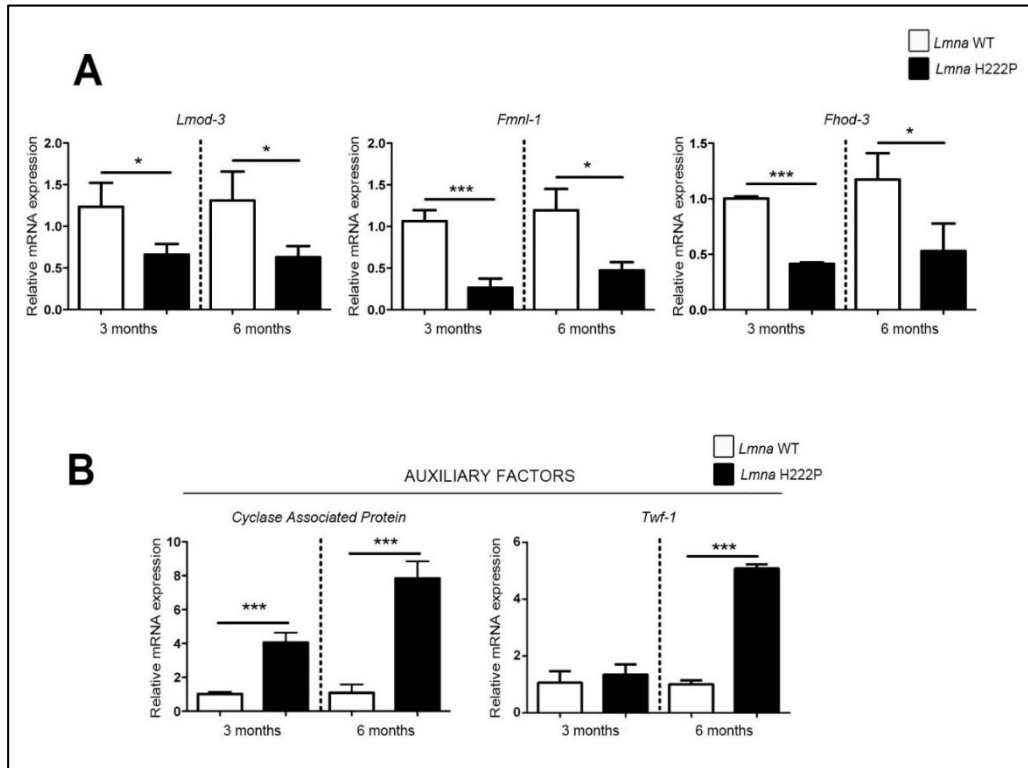 A
Lmna WT
Lmna H222P
Lmod-3
Relative mRNA expression
2.0
1.5
1.0
0.5
0.0
*
*
3 months
6 months
Fmnl-1
Relative mRNA expression
2.0
1.5
1.0
0.5
0.0
***
*
3 months
6 months
Fhod-3
Relative mRNA expression
1.5
1.0
0.5
0.0
***
*
3 months
6 months
B
Lmna WT
Lmna H222P
AUXILIARY FACTORS
Cyclase Associated Protein
Relative mRNA expression
10
8
6
4
2
0
***
***
3 months
6 months
Twf-1
Relative mRNA expression
6
4
2
0
***
3 months
6 months